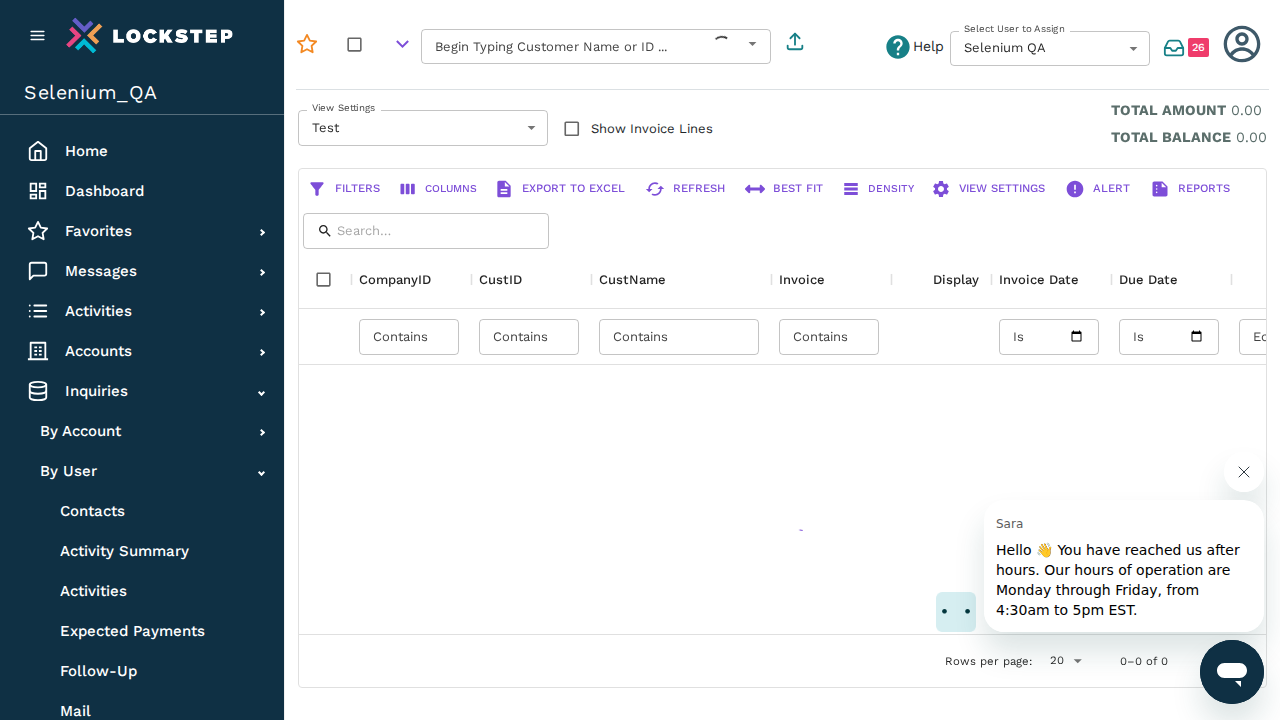 LOCKSTEP
Selenium_QA
Home
Dashboard
Favorites
Messages
Activities
Accounts
Inquiries
By Account
By User
Contacts
Activity Summary
Activities
Expected Payments
Follow-Up
Mail
Begin Typing Customer Name or ID ...
Help
Select User to Assign
Selenium QA
26
View Settings
Test
Show Invoice Lines
TOTAL AMOUNT 0.00
TOTAL BALANCE 0.00
FILTERS COLUMNS EXPORT TO EXCEL REFRESH BEST FIT DENSITY VIEW SETTINGS ALERT REPORTS
Search...
CompanyID CustID CustName Invoice Display Invoice Date Due Date
Contains Contains Contains Contains Is Is Eq
Sara
Hello 👋 You have reached us after
hours. Our hours of operation are
Monday through Friday, from
4:30am to 5pm EST.
Rows per page: 20 0–0 of 0